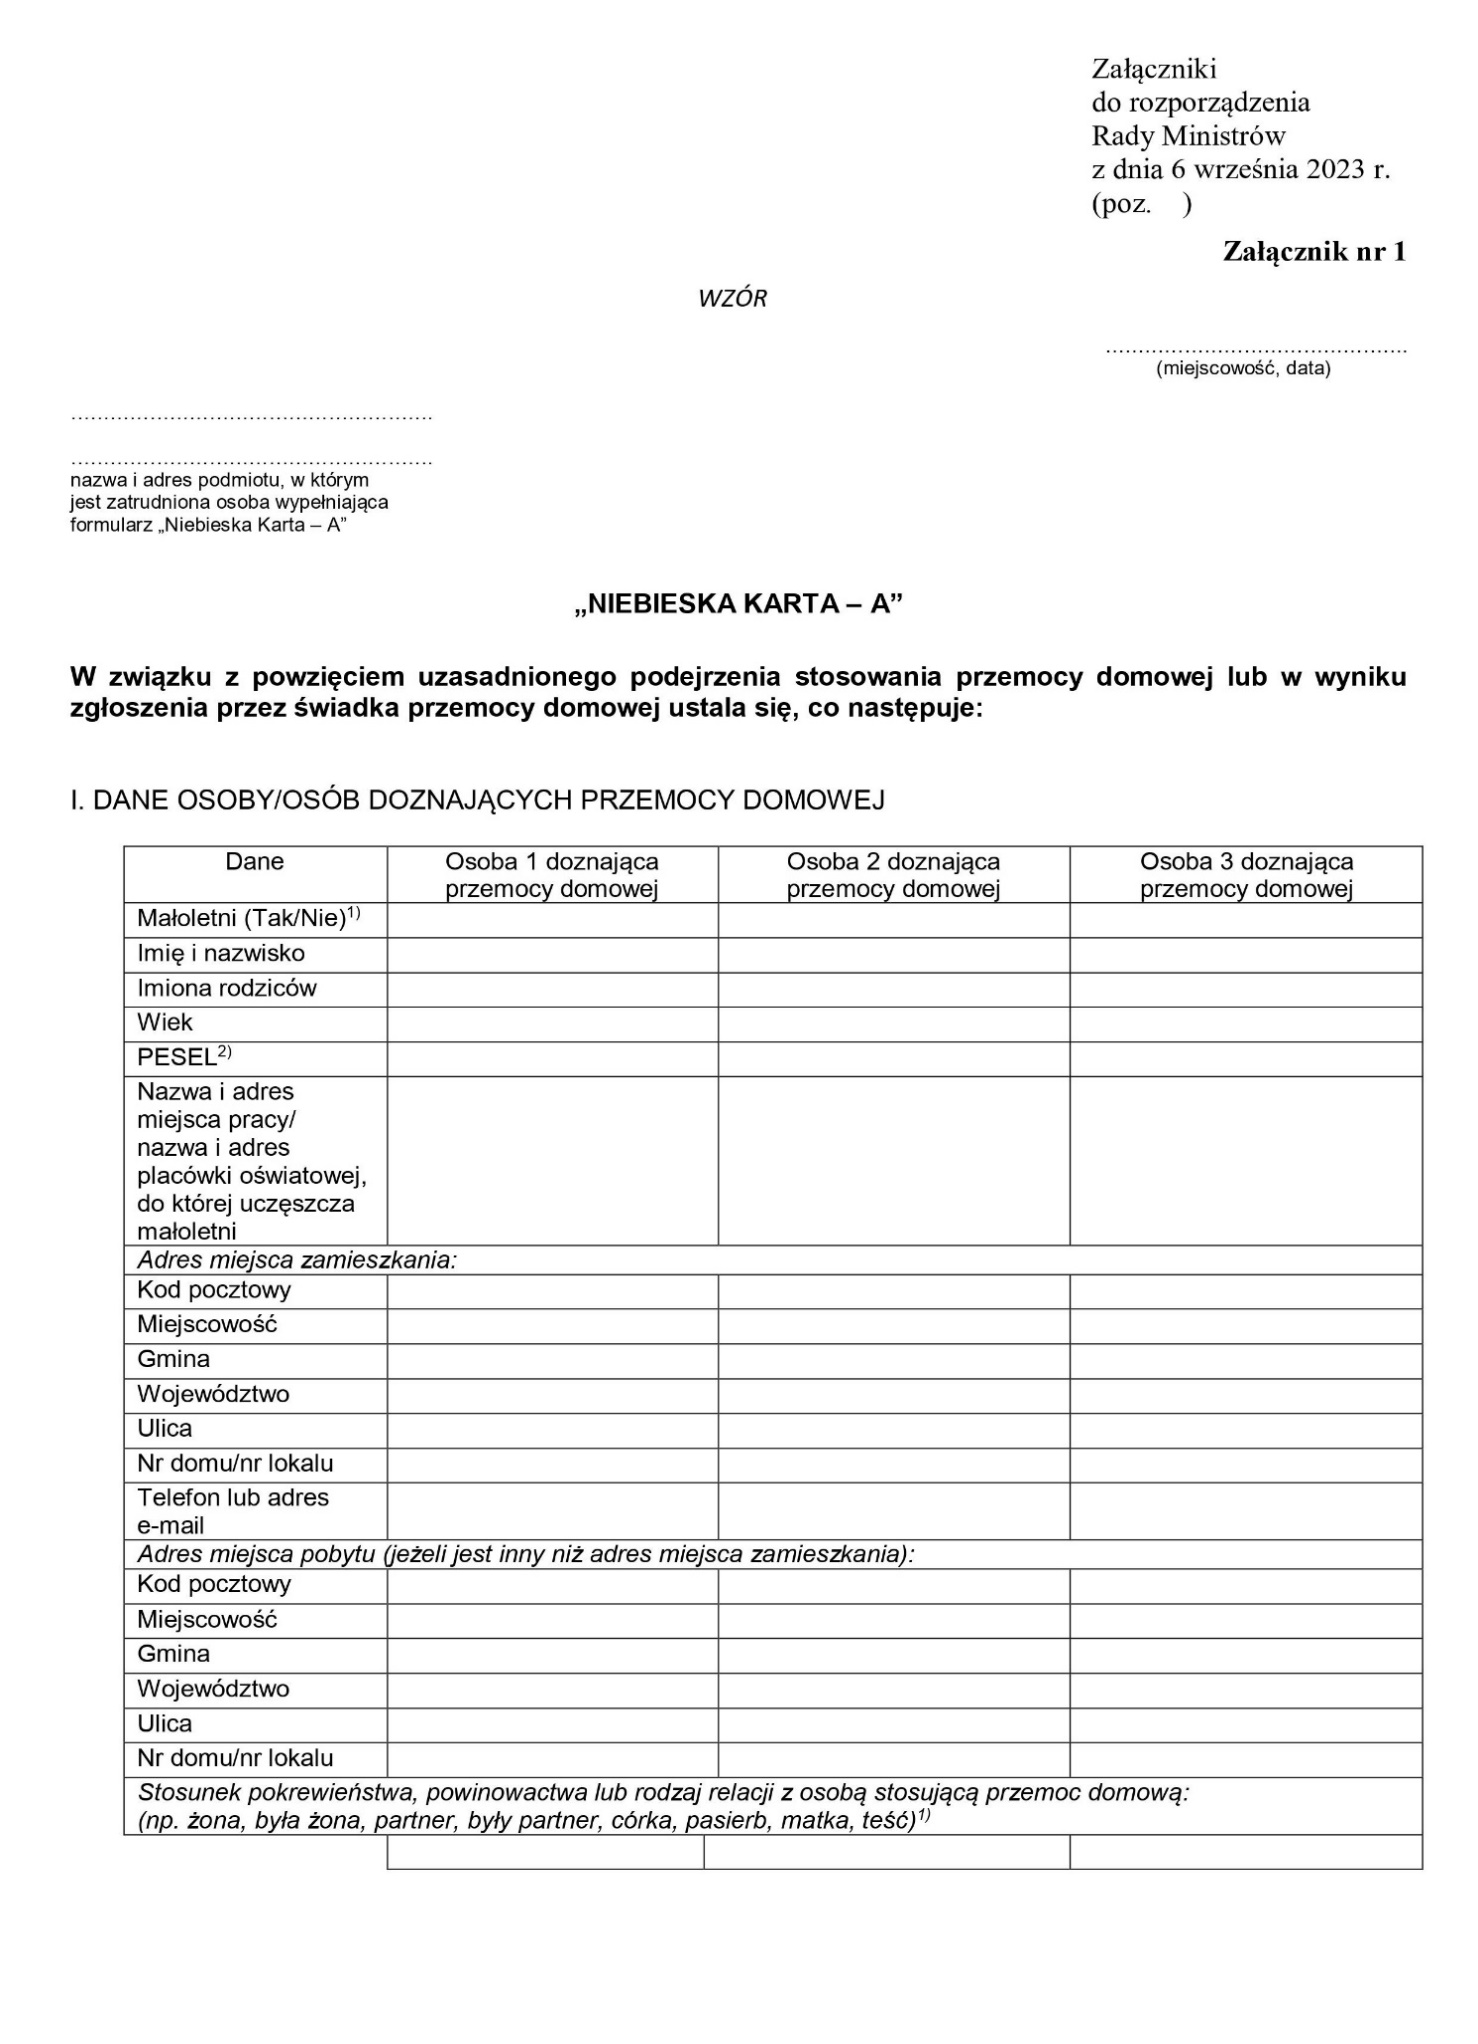 Załączniki
do rozporządzenia
Rady Ministrów
z dnia 6 września 2023 r.
(poz.    )
Załącznik nr 1
WZÓR
..............................................
(miejscowość, data)
.......................................................
.......................................................
nazwa i adres podmiotu, w którym
jest zatrudniona osoba wypełniająca
formularz „Niebieska Karta – A”
„NIEBIESKA KARTA – A”
W związku z powzięciem uzasadnionego podejrzenia stosowania przemocy domowej lub w wyniku
zgłoszenia przez świadka przemocy domowej ustala się, co następuje:
I. DANE OSOBY/OSÓB DOZNAJĄCYCH PRZEMOCY DOMOWEJ
Dane
Osoba 1 doznająca
przemocy domowej
Osoba 2 doznająca
przemocy domowej
Osoba 3 doznająca
przemocy domowej
Małoletni (Tak/Nie)1)
Imię i nazwisko
Imiona rodziców
Wiek
PESEL2)
Nazwa i adres
miejsca pracy/
nazwa i adres
placówki oświatowej,
do której uczęszcza
małoletni
Adres miejsca zamieszkania:
Kod pocztowy
Miejscowość
Gmina
Województwo
Ulica
Nr domu/nr lokalu
Telefon lub adres
e-mail
Adres miejsca pobytu (jeżeli jest inny niż adres miejsca zamieszkania):
Kod pocztowy
Miejscowość
Gmina
Województwo
Ulica
Nr domu/nr lokalu
Stosunek pokrewieństwa, powinowactwa lub rodzaj relacji z osobą stosującą przemoc domową:
(np. żona, była żona, partner, były partner, córka, pasierb, matka, teść)1)